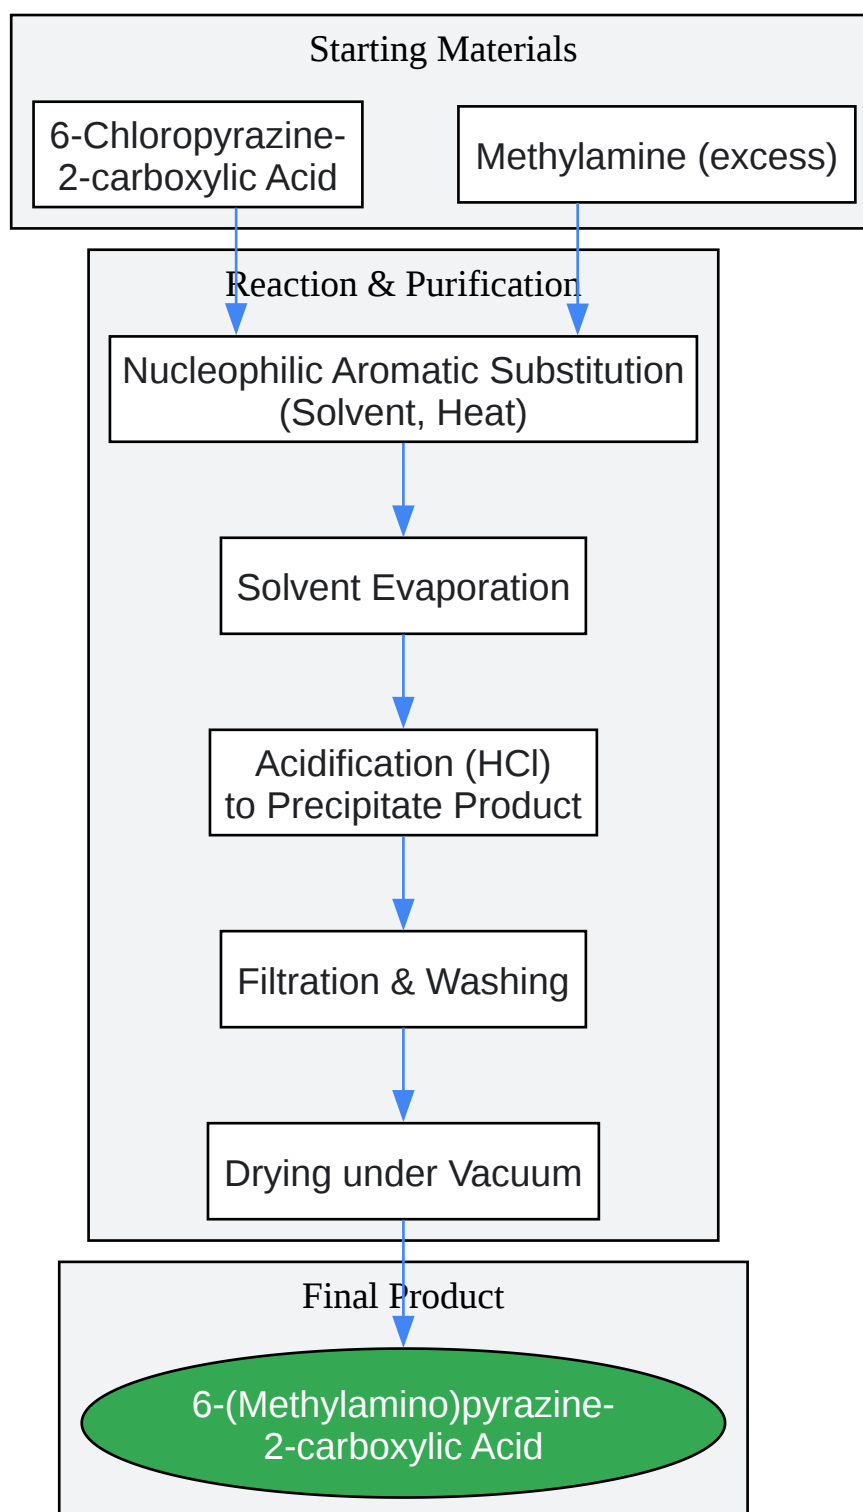 Starting Materials
6-Chloropyrazine-
2-carboxylic Acid
Methylamine (excess)
Reaction & Purification
Nucleophilic Aromatic Substitution
(Solvent, Heat)
Solvent Evaporation
Acidification (HCl)
to Precipitate Product
Filtration & Washing
Drying under Vacuum
Final Product
6-(Methylamino)pyrazine-
2-carboxylic Acid